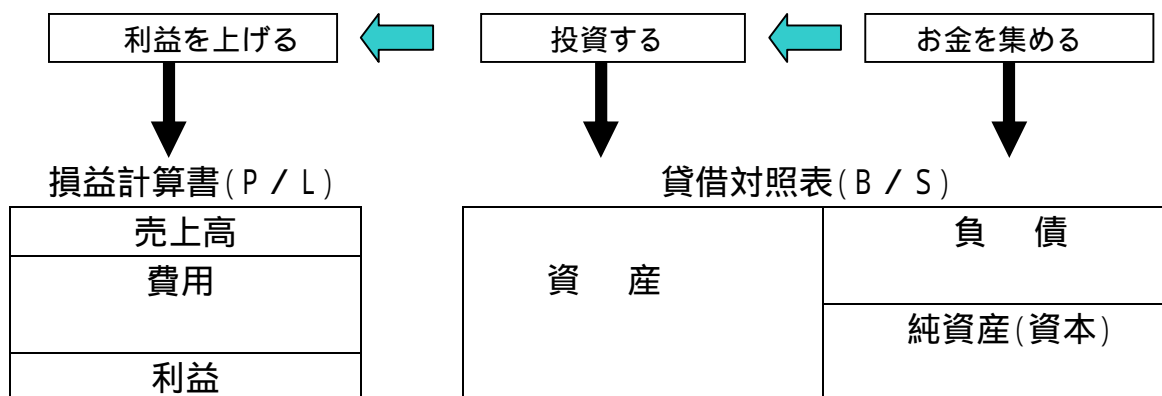 利益を上げる 投資する お金を集める
損益計算書(P/L) 貸借対照表(B/S)
売上高 負 債
費用 資 産
純資産(資本)
利益